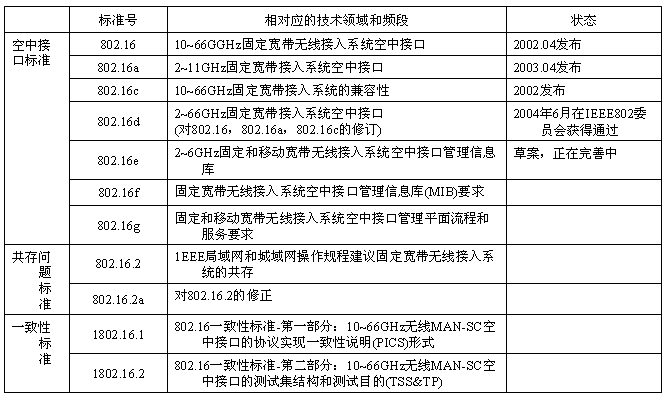 标准号 相对应的技术领域和频段 状态
空中接口标准 802.16 10~66GGHz固定宽带无线接入系统空中接口 2002.04发布
802.16a 2~11GHz固定宽带接入系统空中接口 2003.04发布
802.16c 10~66GHz固定宽带接入系统的兼容性 2002发布
802.16d 2~66GHz固定宽带接入系统空中接口
(对802.16，802.16a，802.16c的修订) 2004年6月在IEEE802委员会获得通过
802.16e 2~6GHz固定和移动宽带无线接入系统空中接口管理信息库 草案，正在完善中
802.16f 固定宽带无线接入系统空中接口管理信息库(MIB)要求
802.16g 固定和移动宽带无线接入系统空中接口管理平面流程和服务要求
共存问题标准 802.16.2 1EEE局域网和城域网操作规程建议固定宽带无线接入系统的共存
802.16.2a 对802.16.2的修正
一致性标准 1802.16.1 802.16一致性标准-第一部分：10~66GHz无线MAN-SC空中接口的协议实现一致性说明(PICS)形式
1802.16.2 802.16一致性标准-第二部分：10~66GHz无线MAN-SC空中接口的测试集结构和测试目的(TSS&TP)